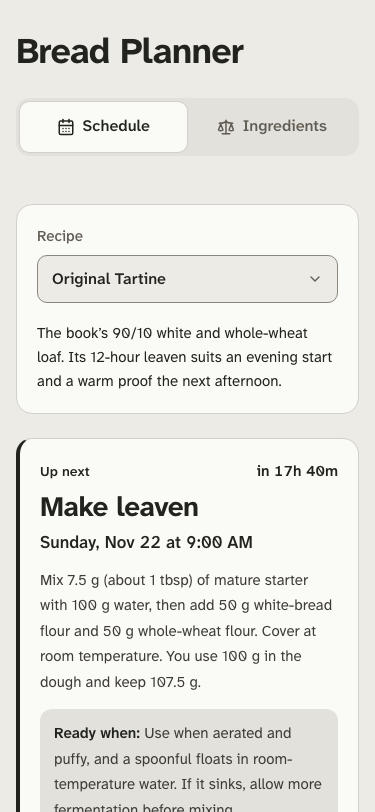 Bread Planner
Schedule
Ingredients
Recipe
Original Tartine
The book’s 90/10 white and whole-wheat
loaf. Its 12-hour leaven suits an evening start
and a warm proof the next afternoon.
Up next
in 17h 40m
Make leaven
Sunday, Nov 22 at 9:00 AM
Mix 7.5 g (about 1 tbsp) of mature starter
with 100 g water, then add 50 g white-bread
flour and 50 g whole-wheat flour. Cover at
room temperature. You use 100 g in the
dough and keep 107.5 g.
Ready when: Use when aerated and
puffy, and a spoonful floats in room-
temperature water. If it sinks, allow more
fermentation before mixing.